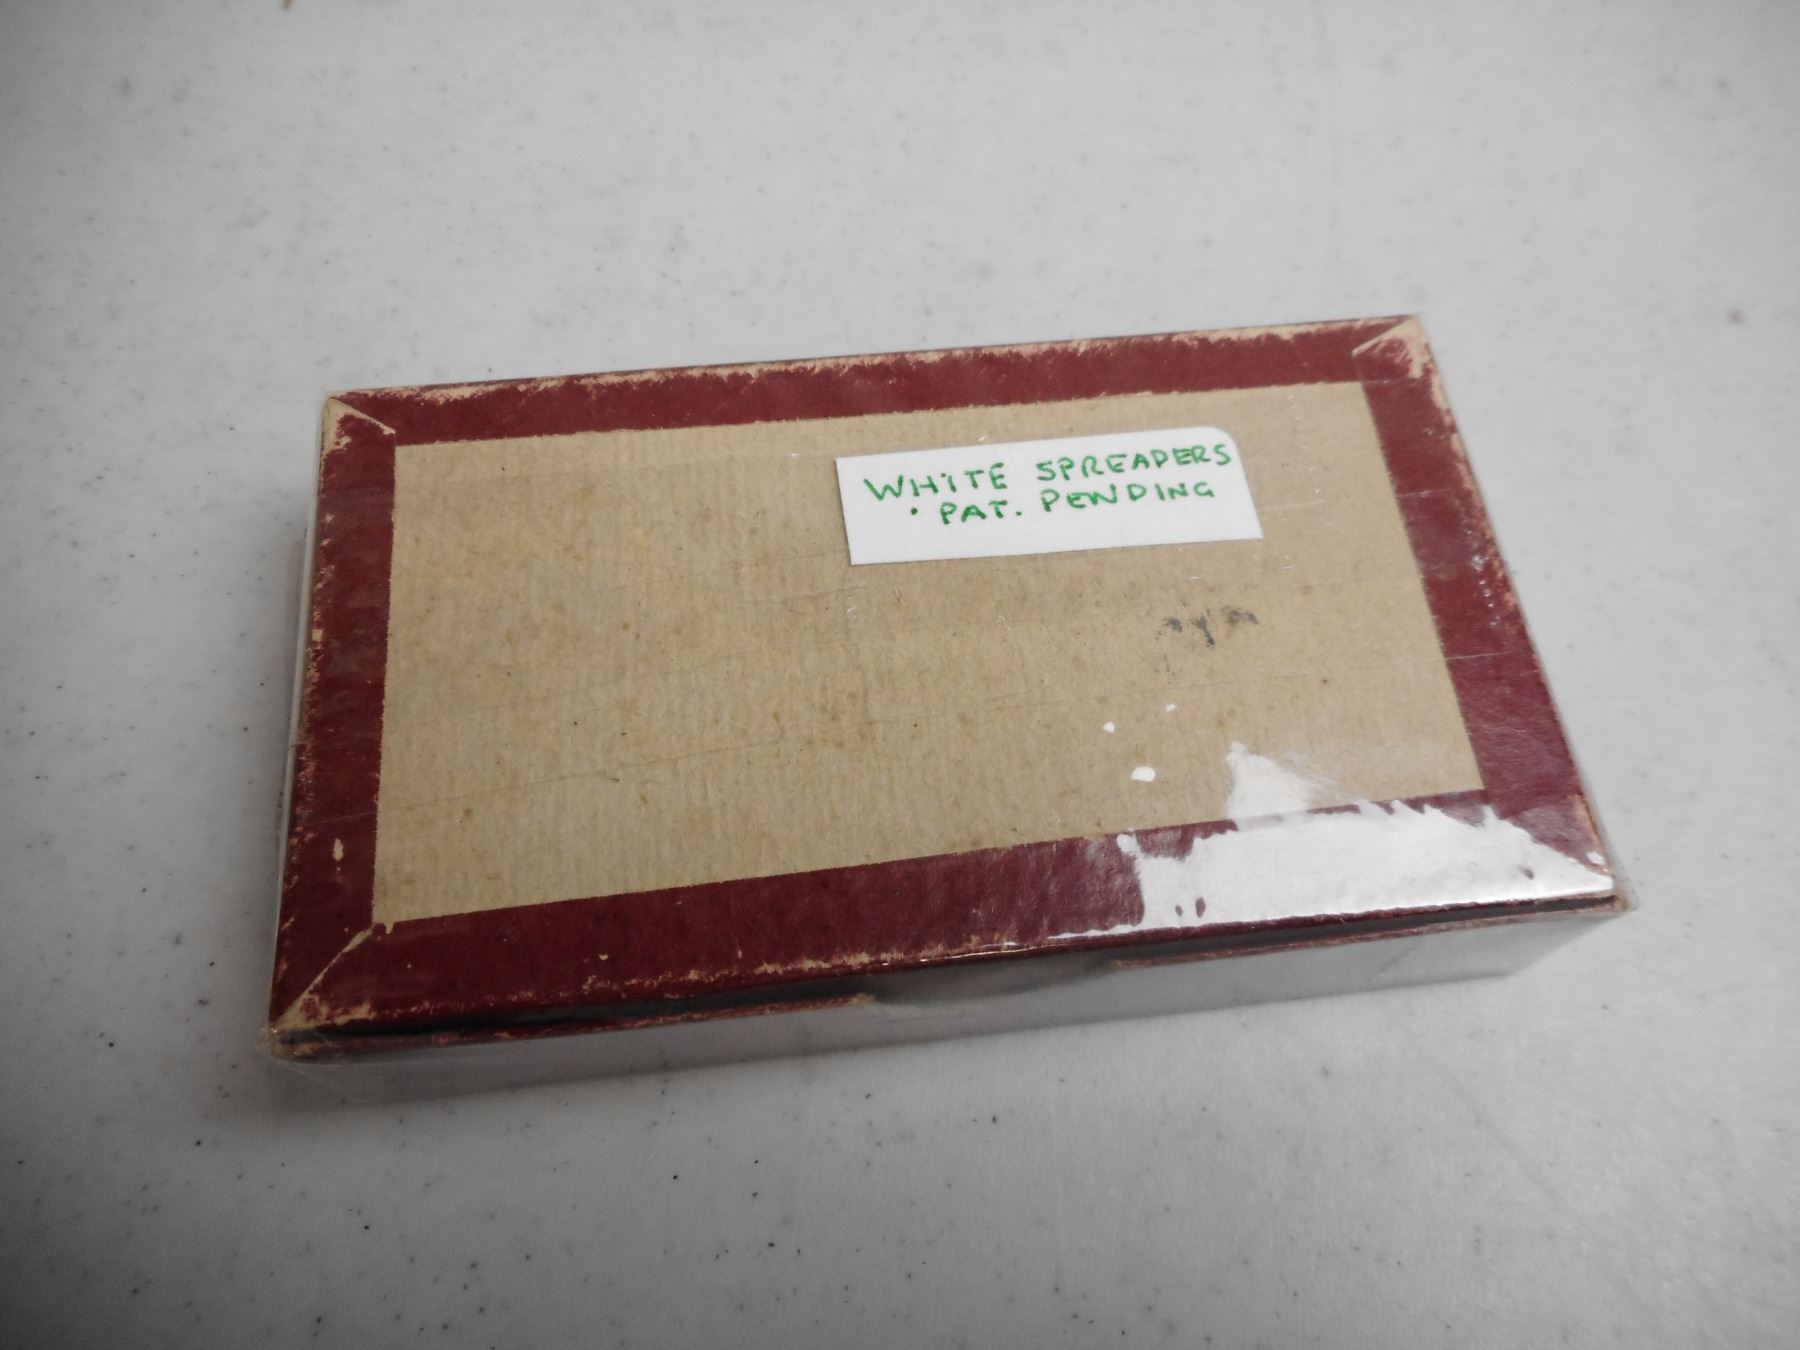 WHITE SPREADERS
• PAT. PENDING